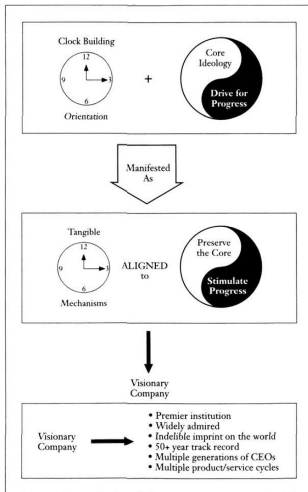 Clock Building
12
9
3
6
Orientation
+
Core
Ideology
Drive for
Progress
Manifested
As
Tangible
12
9
3
6
Mechanisms
ALIGNED
to
Preserve
the Core
Stimulate
Progress
Visionary
Company
Visionary
Company
• Premier institution
• Widely admired
• Indelible imprint on the world
• 50+ year track record
• Multiple generations of CEOs
• Multiple product/service cycles